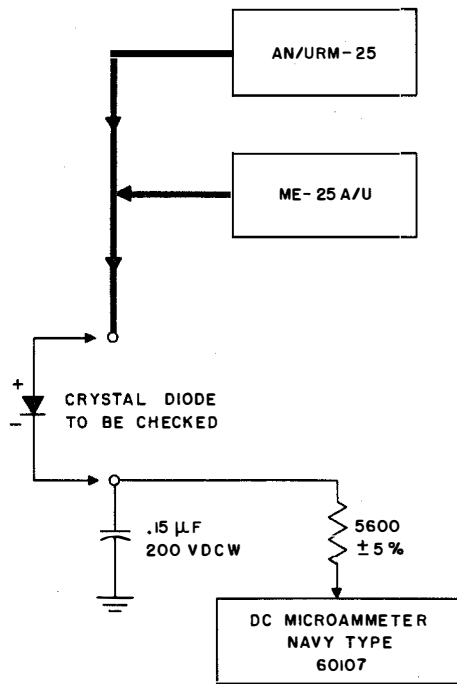 AN/URM-25
ME-25 A/U
+
-
CRYSTAL DIODE
TO BE CHECKED
.15 µF
200 VDCW
5600
±5%
DC MICROAMMETER
NAVY TYPE
60107